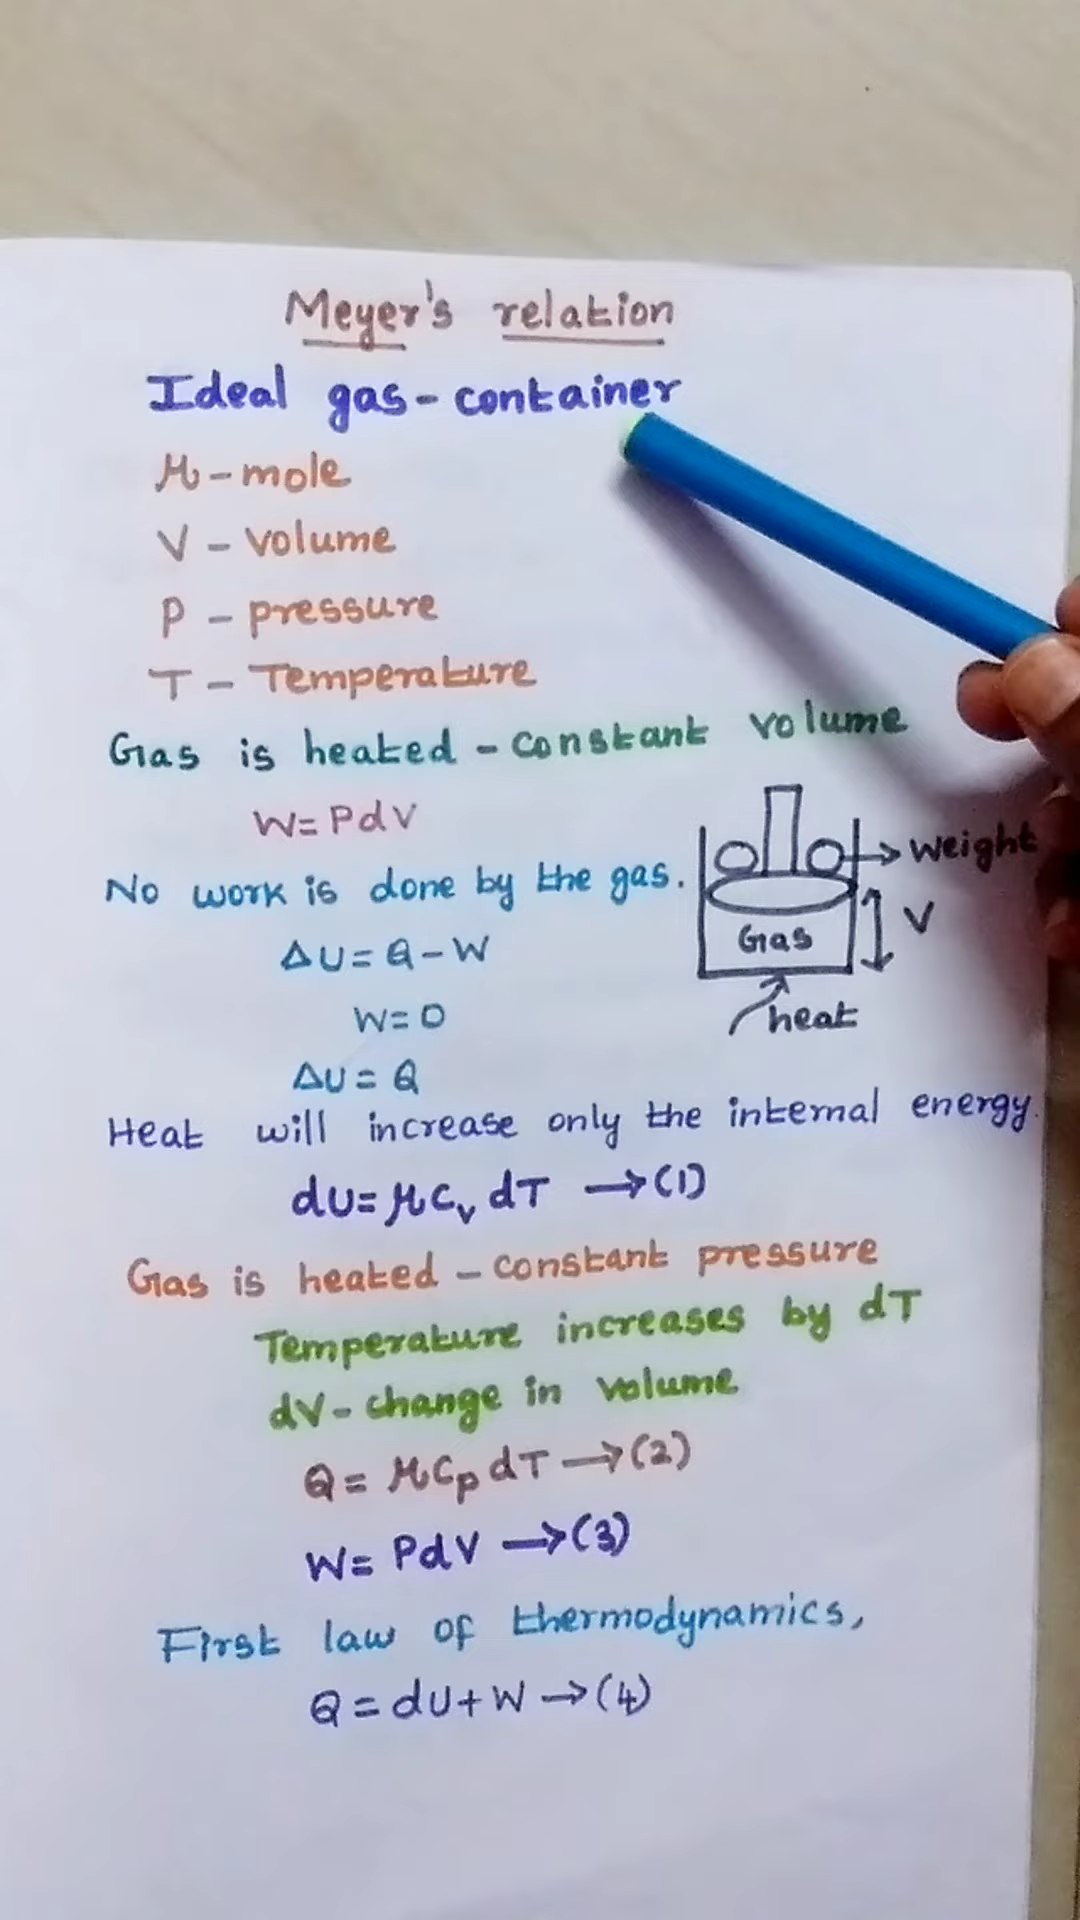 Meyer's relation
Ideal gas - container
μ - mole
V - volume
P - pressure
T - Temperature
Gas is heated - constant volume
W = PdV
No work is done by the gas.
Weight
V
Gas
heat
ΔU = Q - W
W = 0
ΔU = Q
Heat will increase only the internal energy.
dU = μCv dT → (1)
Gas is heated - constant pressure
Temperature increases by dT
dV - change in volume
Q = μCp dT → (2)
W = PdV → (3)
First law of thermodynamics,
Q = dU + W → (4)